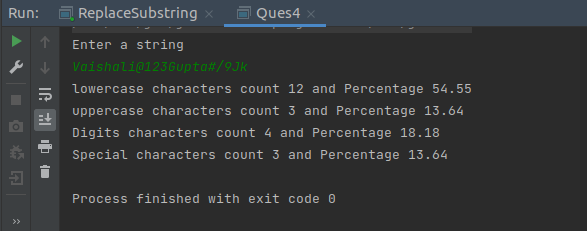 Run: ReplaceSubstring × Ques4 ×
Enter a string
Vaishali@123Gupta#/9Jk
lowercase characters count 12 and Percentage 54.55
uppercase characters count 3 and Percentage 13.64
Digits characters count 4 and Percentage 18.18
Special characters count 3 and Percentage 13.64
Process finished with exit code 0